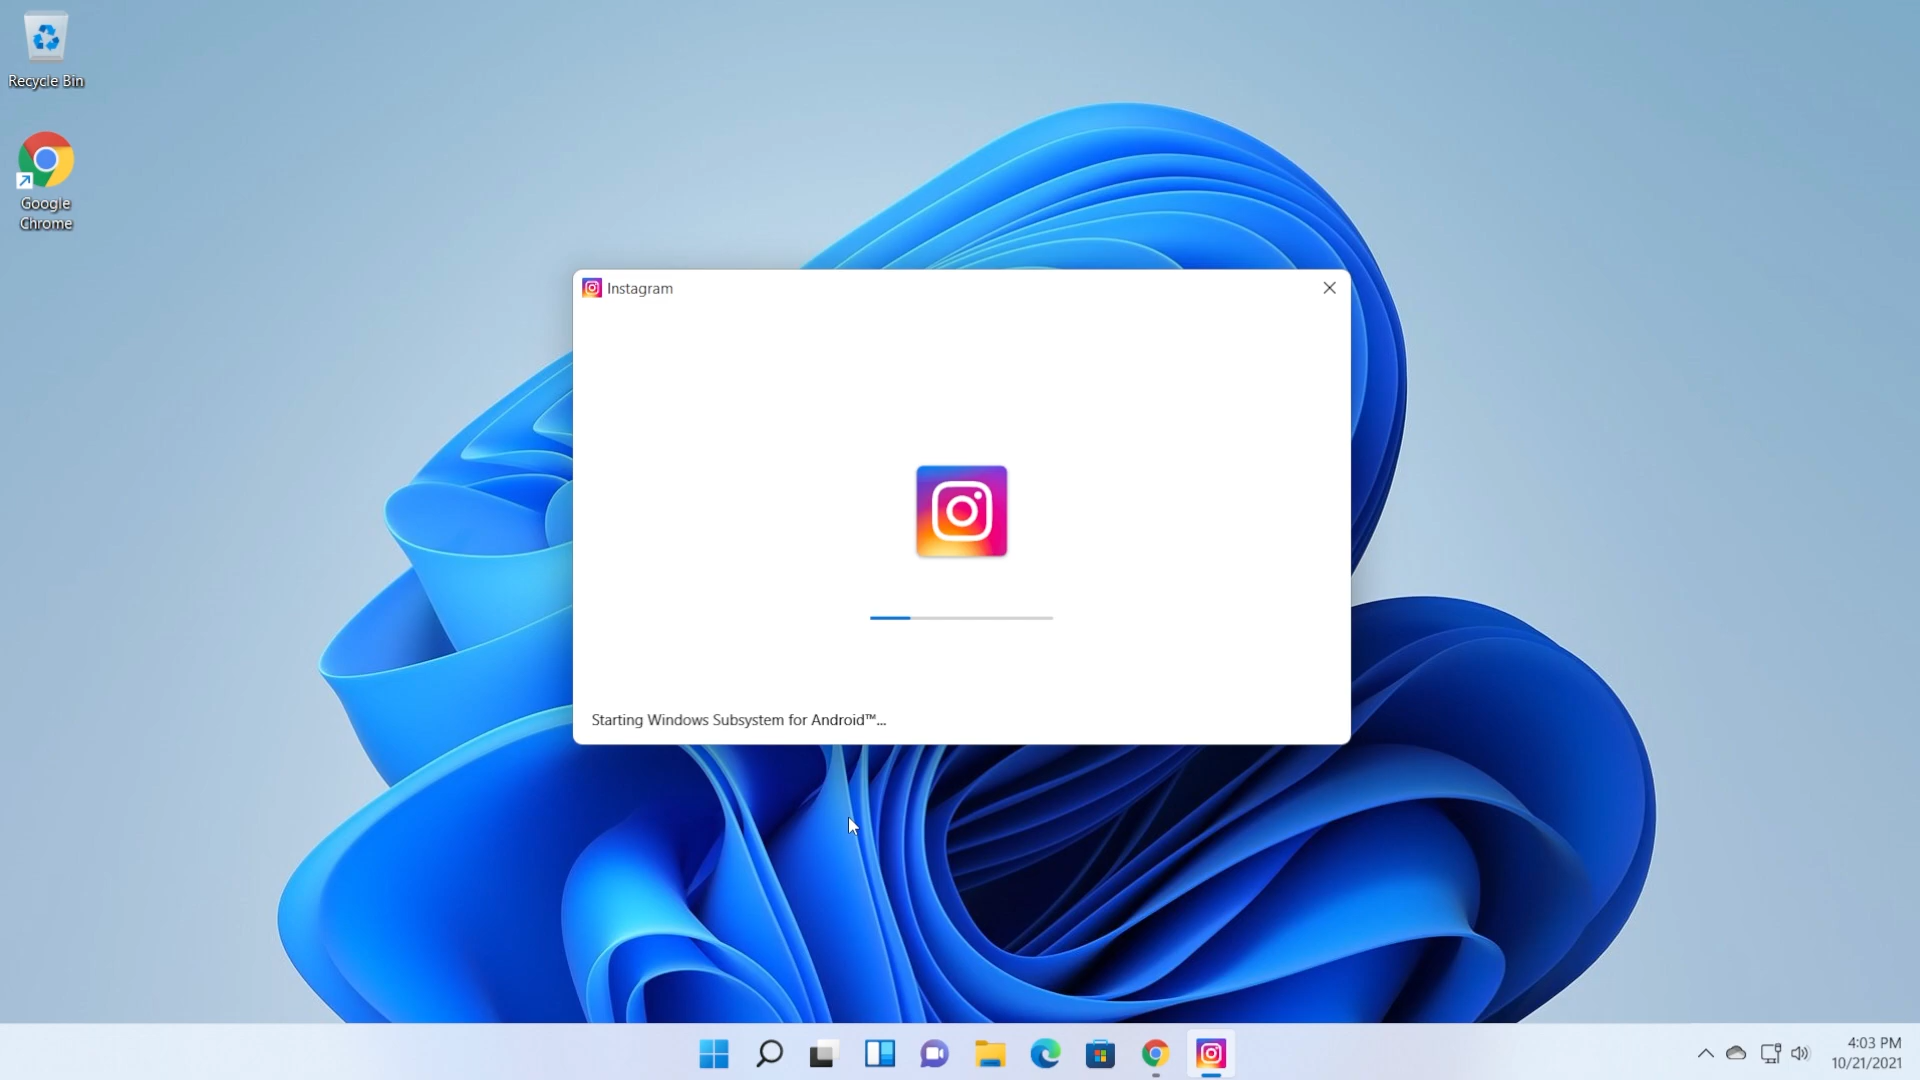 Recycle Bin
Google
Chrome
Instagram
Starting Windows Subsystem for Android™...
4:03 PM
10/21/2021